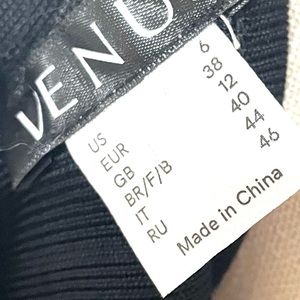 VENU
US 6
EUR 38
GB 12
BR/F/B 40
IT 44
RU 46
Made in China